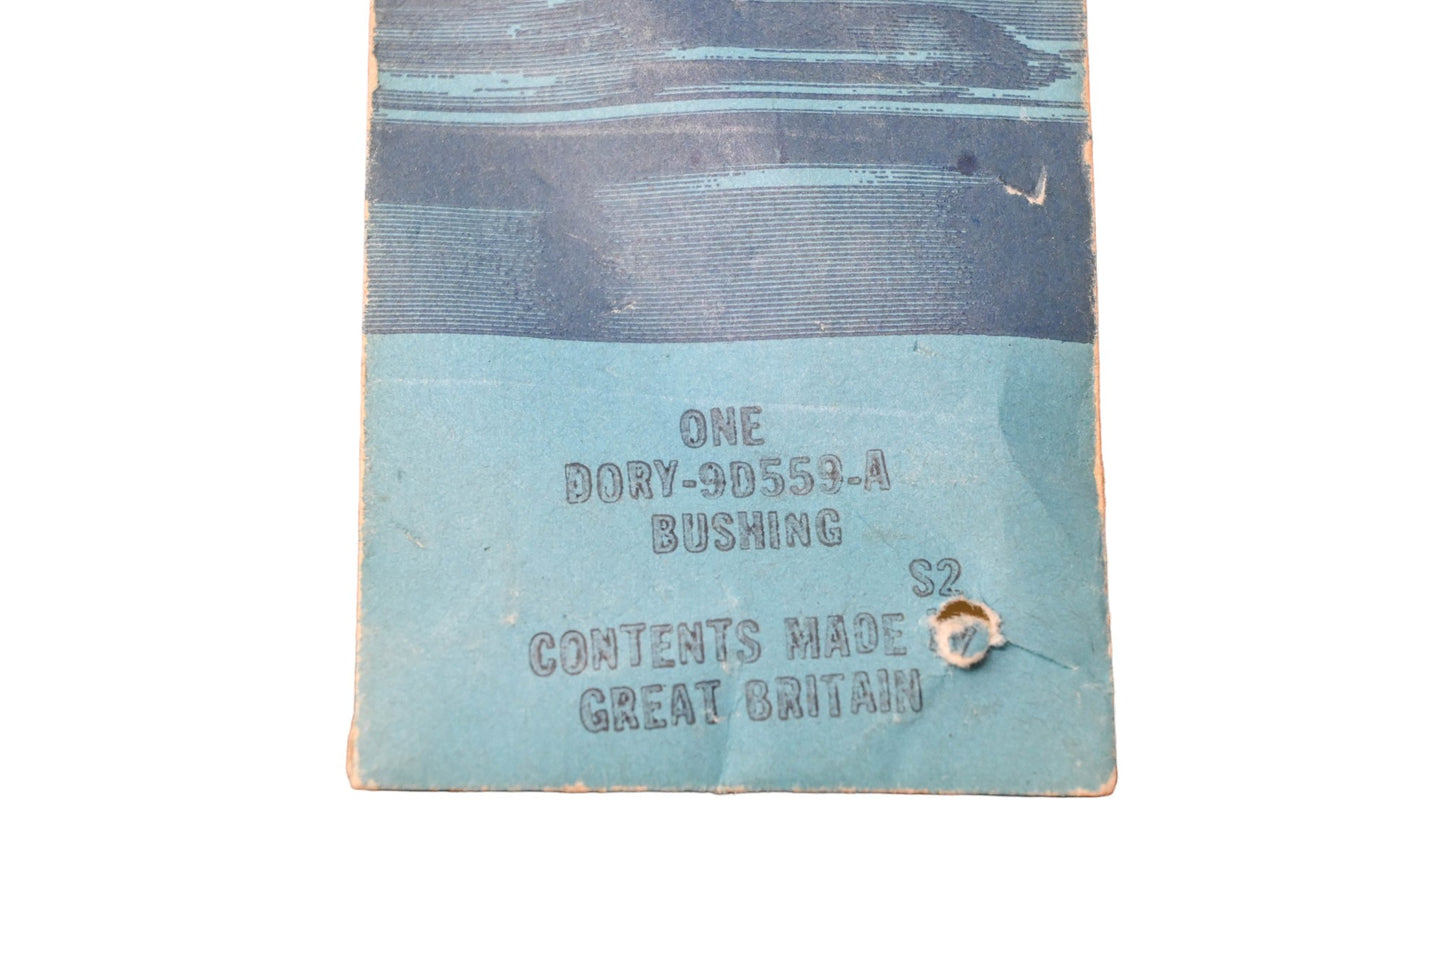 ONE
DORY-9D559-A
BUSHING
S2
CONTENTS MADE
GREAT BRITAIN